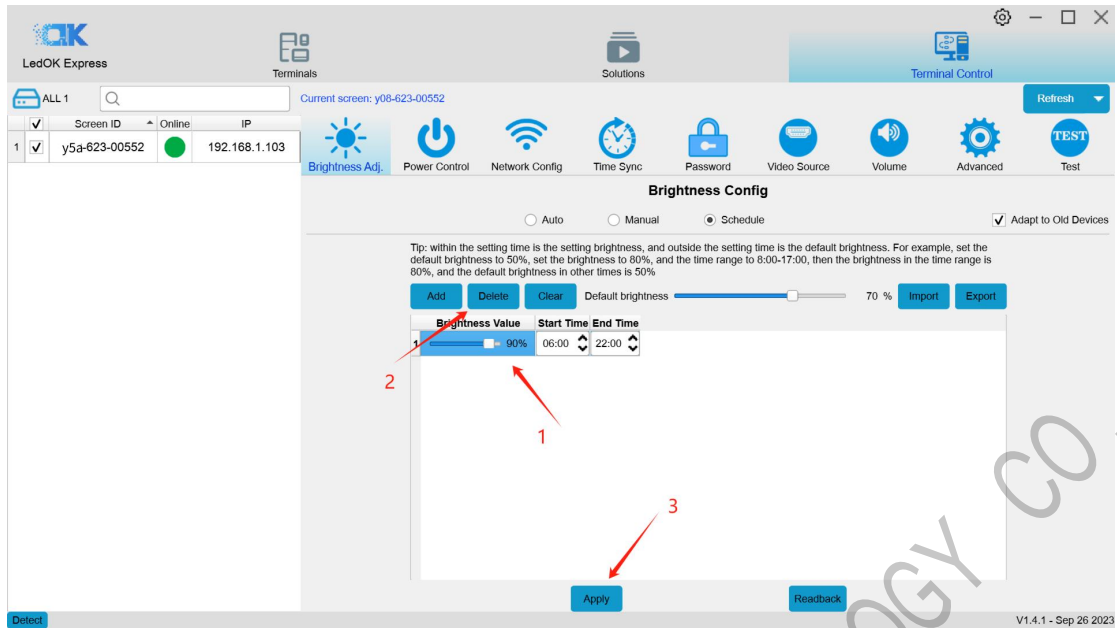 LedOK Express
Terminals
Solutions
Terminal Control
ALL 1
Current screen: y08-623-00552
Refresh
Screen ID Online IP
1 y5a-623-00552 192.168.1.103
Brightness Adj. Power Control Network Config Time Sync Password Video Source Volume Advanced TEST Test
Brightness Config
Auto Manual Schedule Adapt to Old Devices
Tip: within the setting time is the setting brightness, and outside the setting time is the default brightness. For example, set the
default brightness to 50%, set the brightness to 80%, and the time range to 8:00-17:00, then the brightness in the time range is
80%, and the default brightness in other times is 50%
Add Delete Clear Default brightness 70 % Import Export
Brightness Value Start Time End Time
1 90% 06:00 22:00
2
1
3
Apply Readback
Detect
V1.4.1 - Sep 26 2023
OGY CO